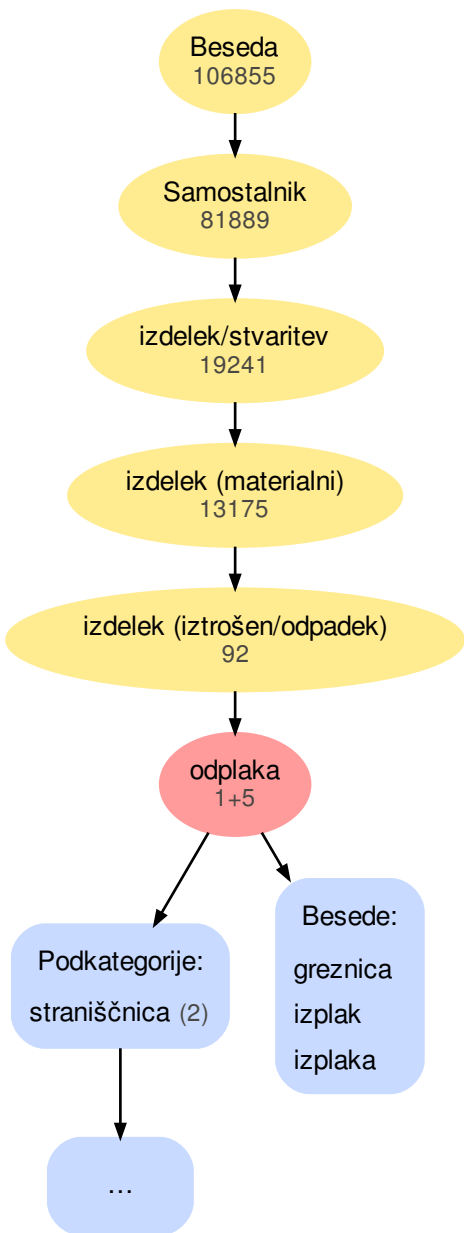 Beseda
106855
Samostalnik
81889
izdelek/stvaritev
19241
izdelek (materialni)
13175
izdelek (iztrošen/odpadek)
92
odplaka
1+5
Podkategorije:
straniščnica (2)
...
Besede:
greznica
izplak
izplaka